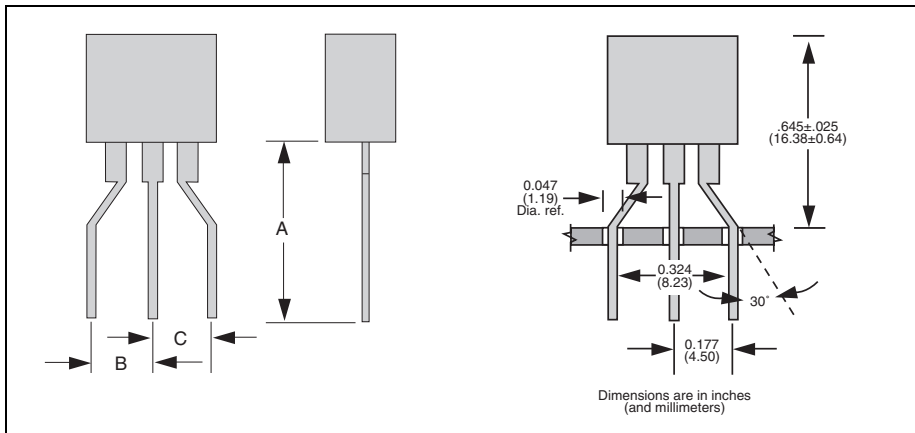 A
B
C
.645±.025
(16.38±0.64)
0.047
(1.19)
Dia. ref.
0.324
(8.23)
30°
0.177
(4.50)
Dimensions are in inches
(and millimeters)